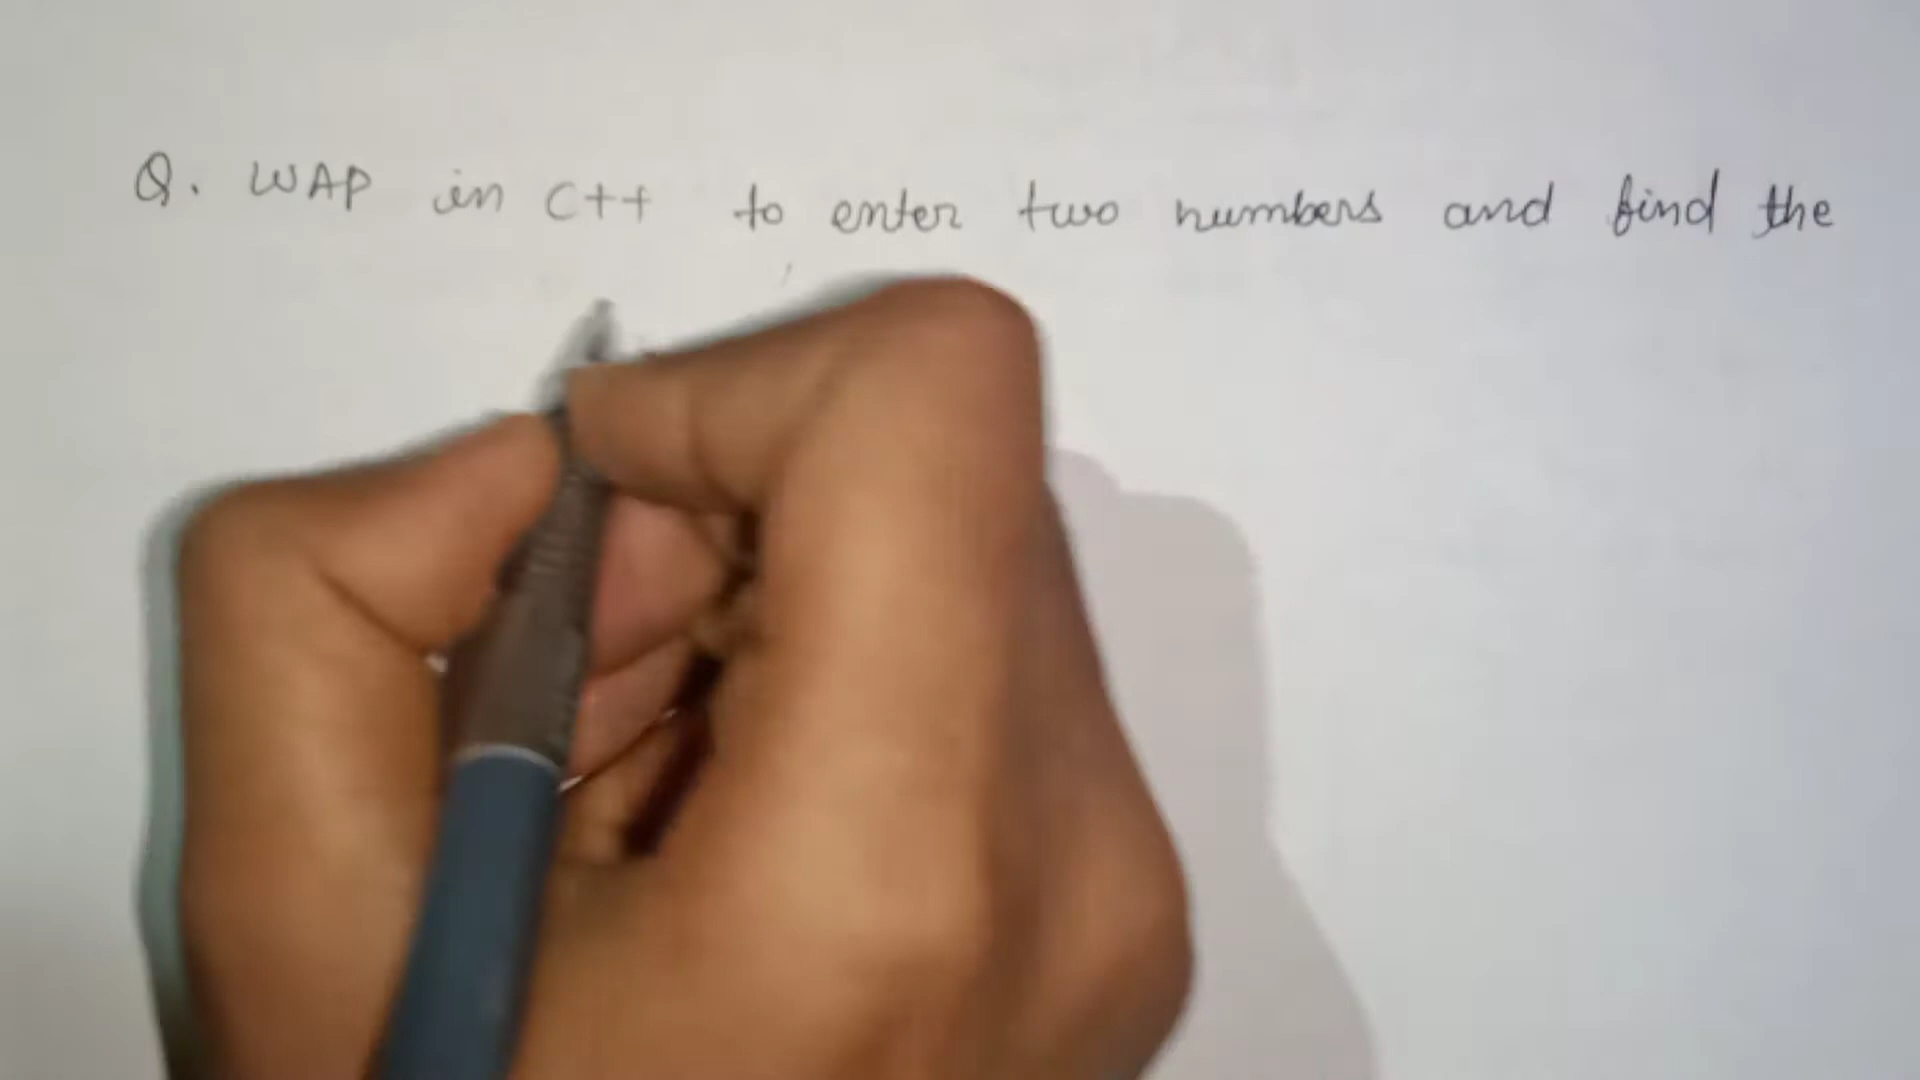 Q. WAP in C++ to enter two numbers and find the